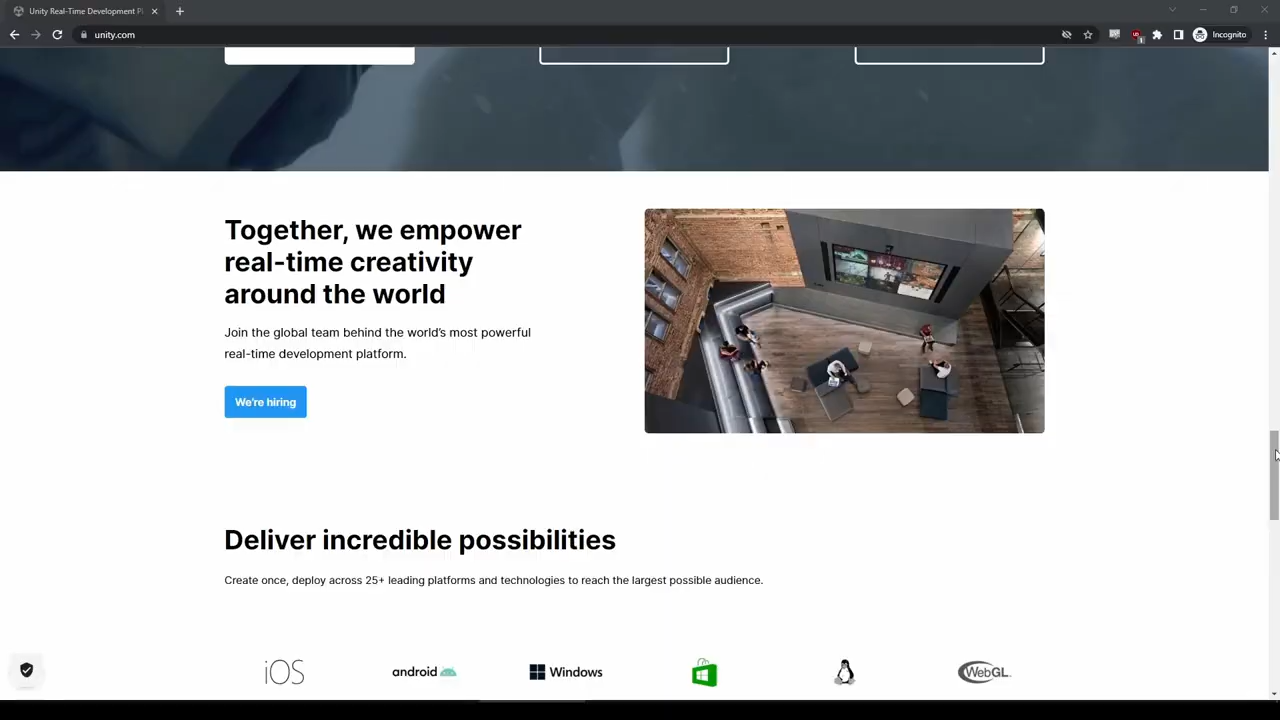 Unity Real-Time Development Pl
unity.com
Incognito
Together, we empower
real-time creativity
around the world
Join the global team behind the world's most powerful
real-time development platform.
We're hiring
Deliver incredible possibilities
Create once, deploy across 25+ leading platforms and technologies to reach the largest possible audience.
iOS
android
Windows
WebGL